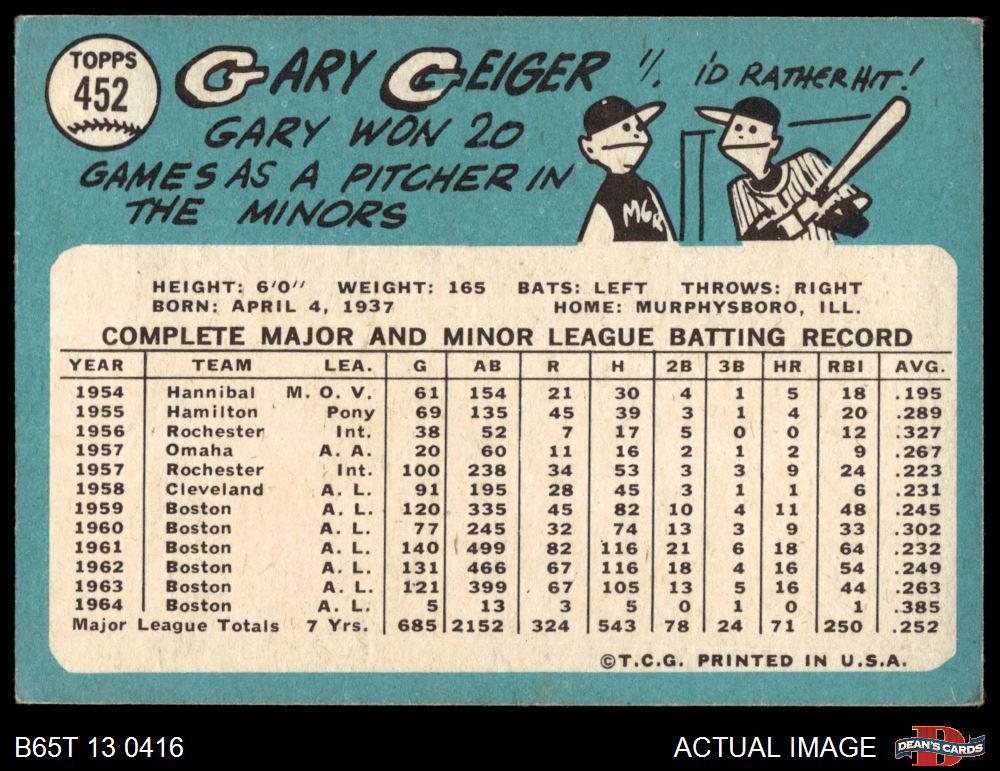 TOPPS
452
GARY GEIGER
I'D RATHER HIT!
GARY WON 20
GAMES AS A PITCHER IN
THE MINORS
MGR
HEIGHT: 6'0" WEIGHT: 165 BATS: LEFT THROWS: RIGHT
BORN: APRIL 4, 1937 HOME: MURPHYSBORO, ILL.
COMPLETE MAJOR AND MINOR LEAGUE BATTING RECORD
YEAR TEAM LEA. G AB R H 2B 3B HR RBI AVG.
1954 Hannibal M. O. V. 61 154 21 30 4 1 5 18 .195
1955 Hamilton Pony 69 135 45 39 3 1 4 20 .289
1956 Rochester Int. 38 52 7 17 5 0 0 12 .327
1957 Omaha A. A. 20 60 11 16 2 1 2 9 .267
1957 Rochester Int. 100 238 34 53 3 3 9 24 .223
1958 Cleveland A. L. 91 195 28 45 3 1 1 6 .231
1959 Boston A. L. 120 335 45 82 10 4 11 48 .245
1960 Boston A. L. 77 245 32 74 13 3 9 33 .302
1961 Boston A. L. 140 499 82 116 21 6 18 64 .232
1962 Boston A. L. 131 466 67 116 18 4 16 54 .249
1963 Boston A. L. 121 399 67 105 13 5 16 44 .263
1964 Boston A. L. 5 13 3 5 0 1 0 1 .385
Major League Totals 7 Yrs. 685 2152 324 543 78 24 71 250 .252
©T.C.G. PRINTED IN U.S.A.
B65T 13 0416
ACTUAL IMAGE
DEAN'S CARDS